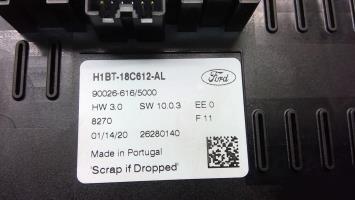 H1BT-18C612-AL
Ford
90026-616/5000
HW 3.0 SW 10.0.3 EE 0
8270 F 11
01/14/20 26280140
Made in Portugal
'Scrap if Dropped'